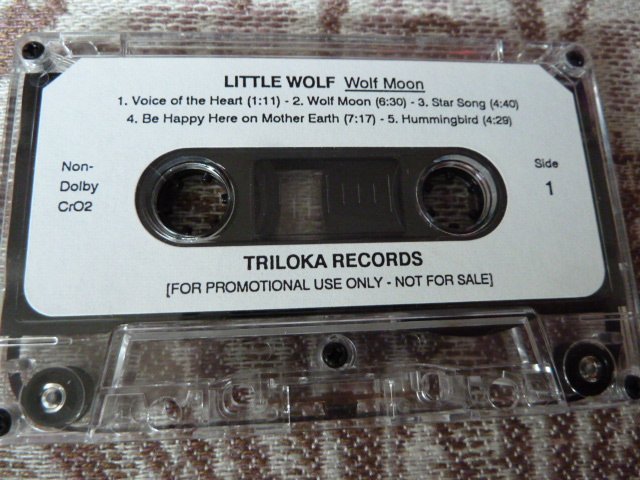 LITTLE WOLF Wolf Moon
1. Voice of the Heart (1:11) - 2. Wolf Moon (6:30) - 3. Star Song (4:40)
4. Be Happy Here on Mother Earth (7:17) - 5. Hummingbird (4:29)
Non-
Dolby
CrO2
Side
1
TRILOKA RECORDS
[FOR PROMOTIONAL USE ONLY - NOT FOR SALE]